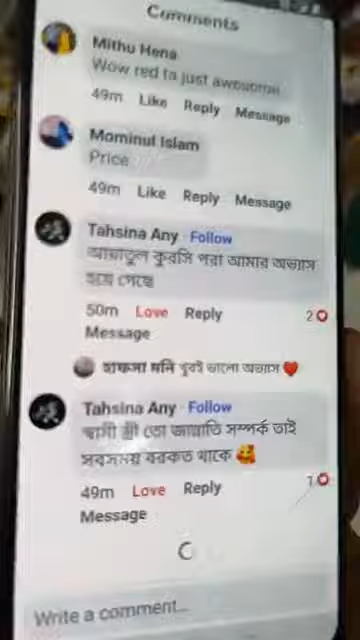 Comments
Mithu Hena
Wow red ta just awesome
49m Like Reply Message
Mominul Islam
Price
49m Like Reply Message
Tahsina Any · Follow
আয়াতুল কুরসি পরা আমার অভ্যাস
হয়ে গেছে
50m Love Reply 2
Message
হাফসা মনি খুবই ভালো অভ্যাস ❤️
Tahsina Any · Follow
স্বামী স্ত্রী তো জান্নাতি সম্পর্ক তাই
সবসময় বরকত থাকে 🥰
49m Love Reply 1
Message
Write a comment...